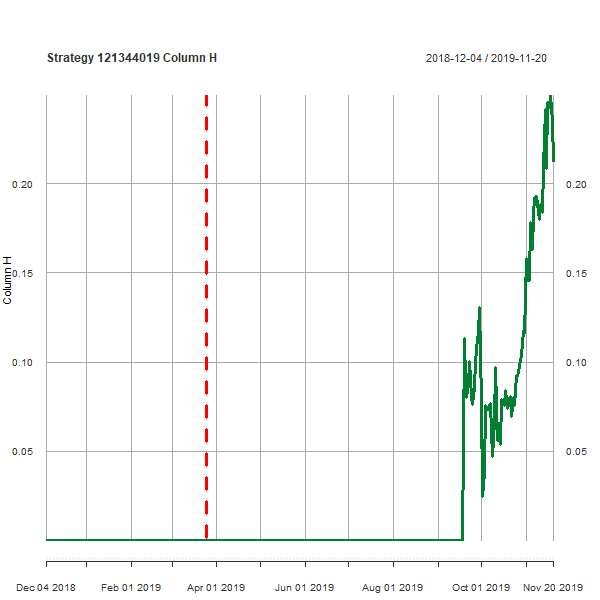 Strategy 121344019 Column H
2018-12-04 / 2019-11-20
0.20
0.20
Column H
0.15
0.15
0.10
0.10
0.05
0.05
Dec 04 2018
Feb 01 2019
Apr 01 2019
Jun 01 2019
Aug 01 2019
Oct 01 2019
Nov 20 2019